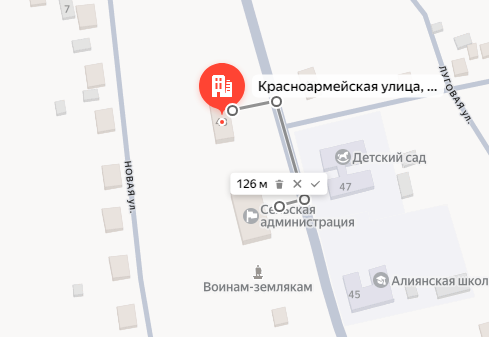 7
Красноармейская улица, ...
ЛУГОВАЯ ул.
Детский сад
47
НОВАЯ ул.
126 м
Сельская
администрация
Воинам-землякам
Алиянская школ
45